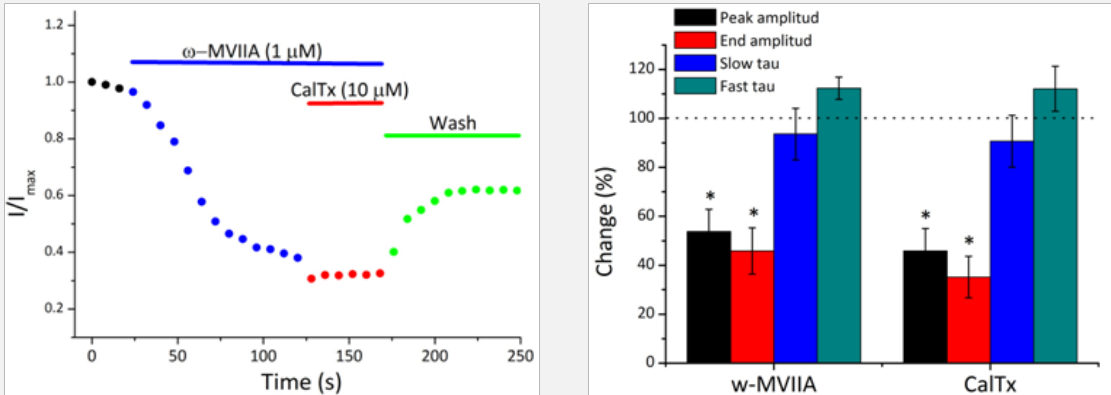 1.2
1.0
0.8
0.6
0.4
0.2
I/Imax
ω−MVIIA (1 μM)
CalTx (10 μM)
Wash
0 50 100 150 200 250
Time (s)
Peak amplitud
End amplitud
Slow tau
Fast tau
120
100
80
60
40
20
0
Change (%)
* * * *
w-MVIIA CalTx